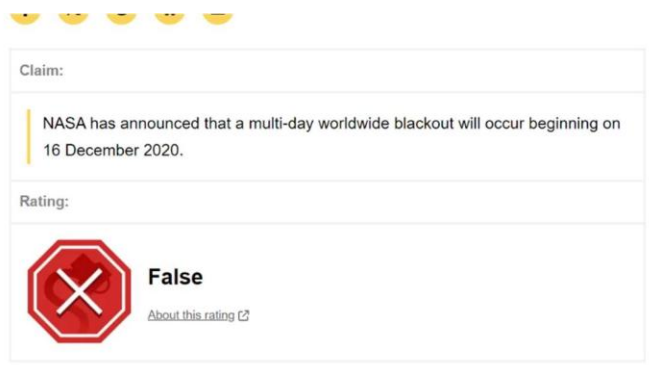 Claim:
NASA has announced that a multi-day worldwide blackout will occur beginning on
16 December 2020.
Rating:
False
About this rating